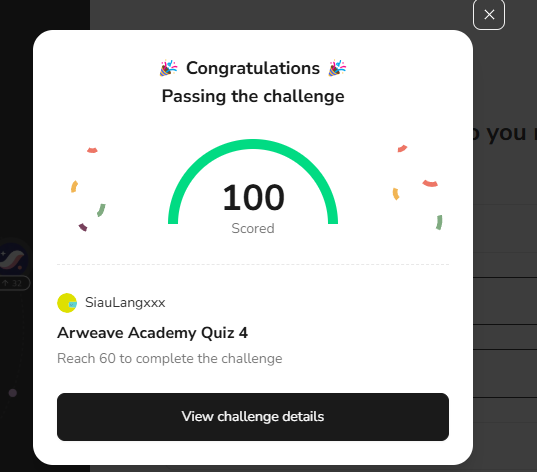 🎉 Congratulations 🎉
Passing the challenge
100
Scored
SiauLangxxx
Arweave Academy Quiz 4
Reach 60 to complete the challenge
View challenge details
you
↑ 32